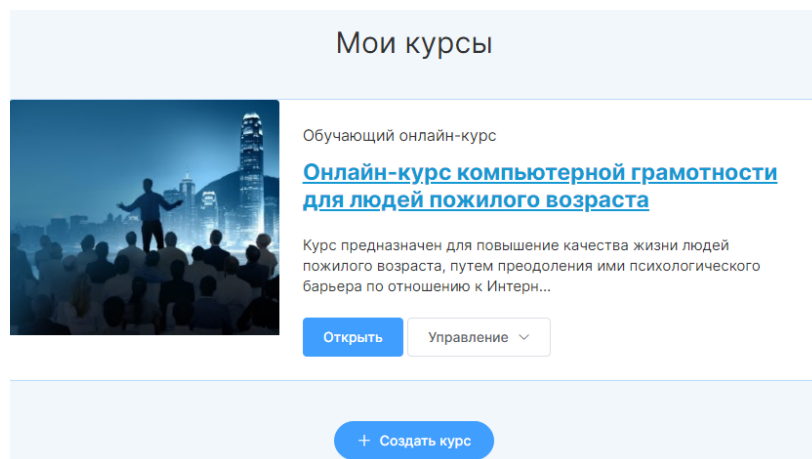 Мои курсы
Обучающий онлайн-курс
Онлайн-курс компьютерной грамотности
для людей пожилого возраста
Курс предназначен для повышение качества жизни людей
пожилого возраста, путем преодоления ими психологического
барьера по отношению к Интерн...
Открыть Управление
+ Создать курс